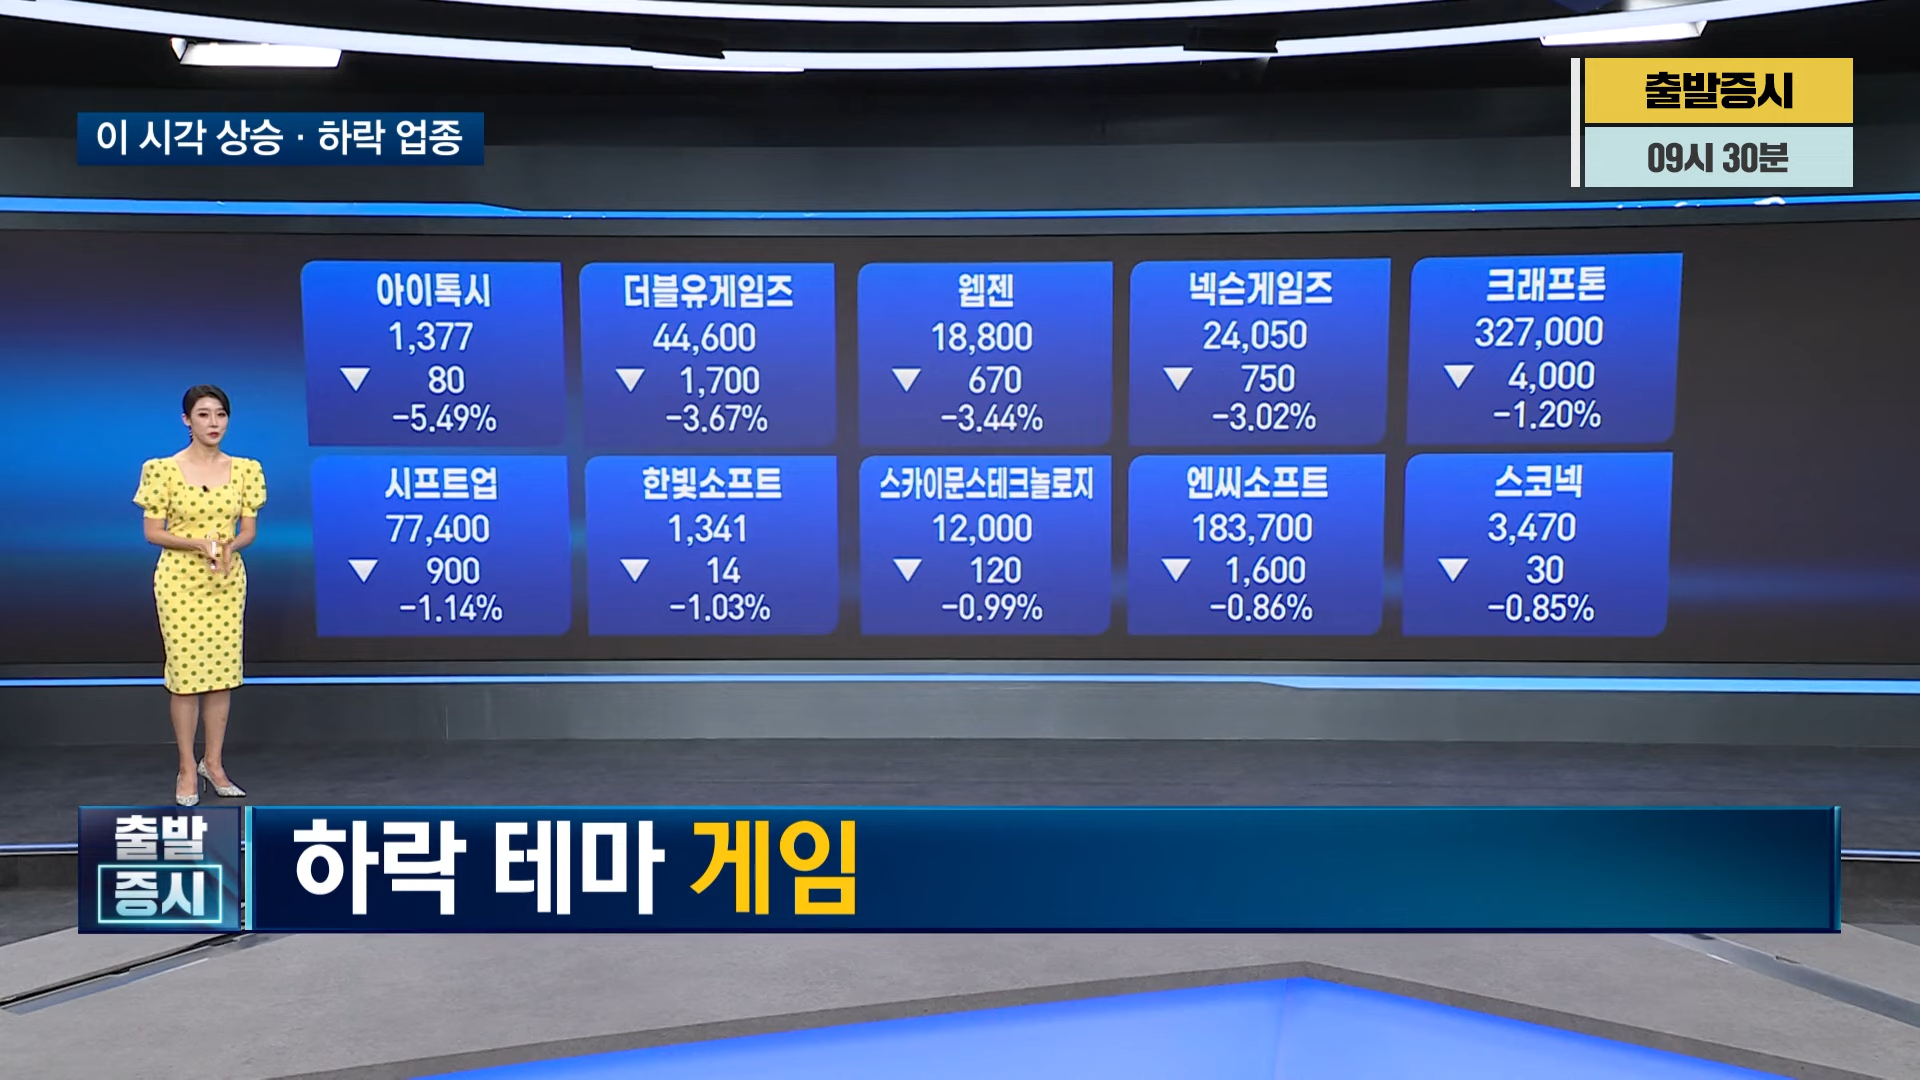 이 시각 상승 · 하락 업종
출발증시
09시 30분
아이톡시
1,377
▼ 80
-5.49%
더블유게임즈
44,600
▼ 1,700
-3.67%
웹젠
18,800
▼ 670
-3.44%
넥슨게임즈
24,050
▼ 750
-3.02%
크래프톤
327,000
▼ 4,000
-1.20%
시프트업
77,400
▼ 900
-1.14%
한빛소프트
1,341
▼ 14
-1.03%
스카이문스테크놀로지
12,000
▼ 120
-0.99%
엔씨소프트
183,700
▼ 1,600
-0.86%
스코넥
3,470
▼ 30
-0.85%
출발
증시
하락 테마 게임